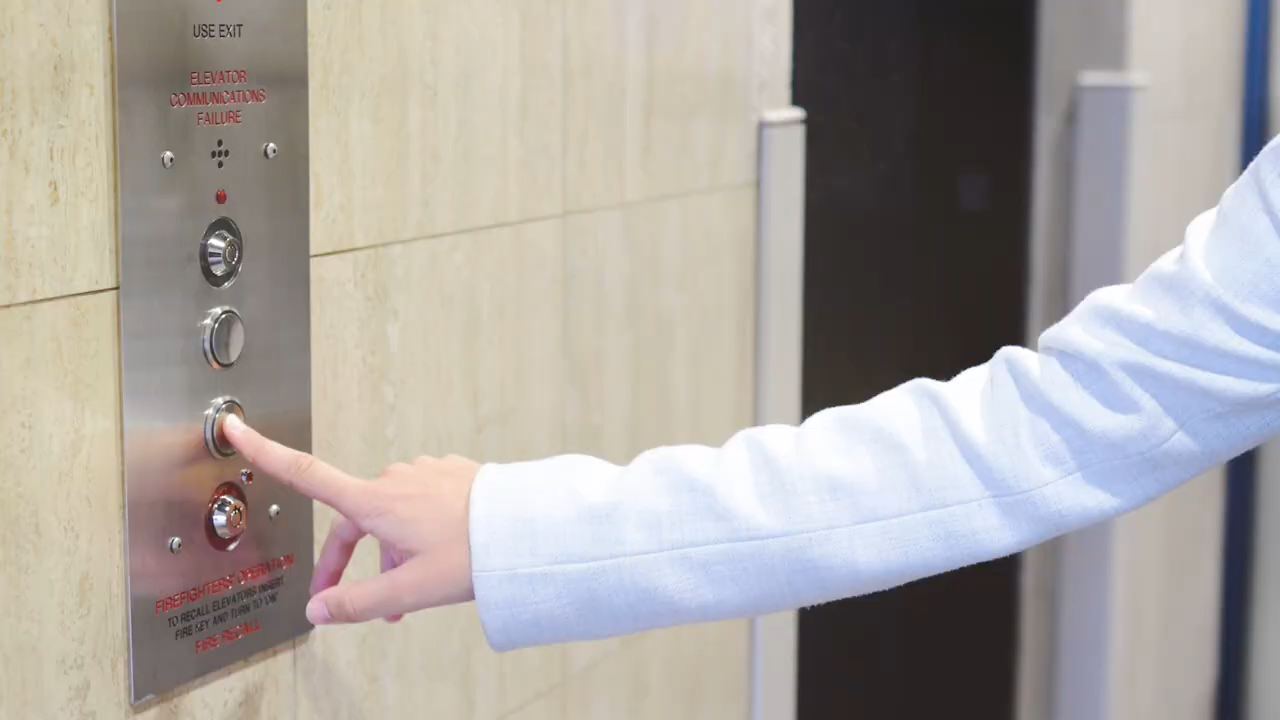 USE EXIT
ELEVATOR
COMMUNICATIONS
FAILURE
FIREFIGHTERS' OPERATION
TO RECALL ELEVATORS INSERT
FIRE KEY AND TURN TO 'ON'
FIRE RECALL